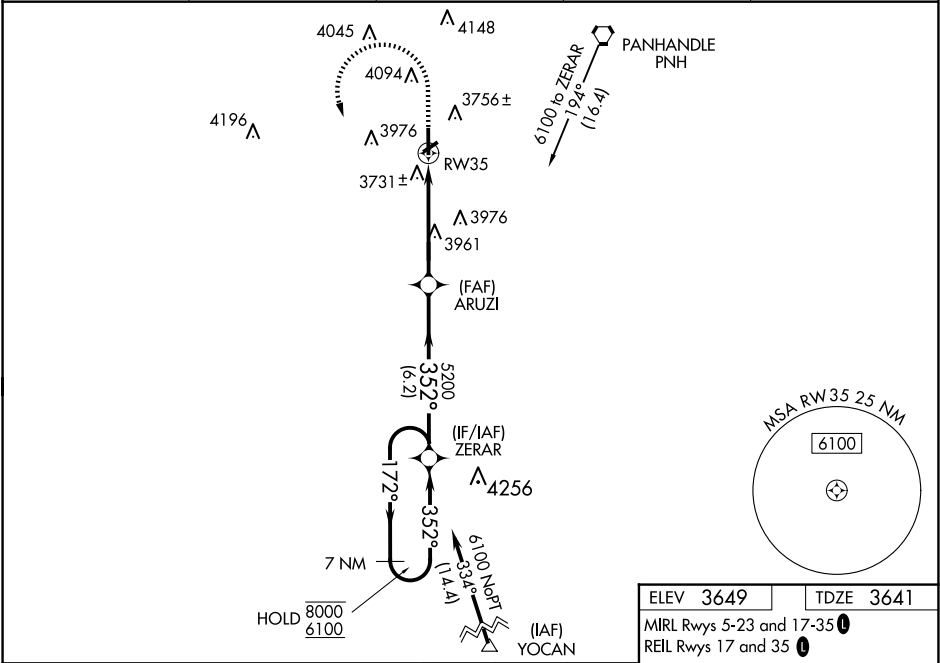 4045
4148
PANHANDLE
PNH
4094
6100 to ZERAR
194°
(16.4)
3756 ±
4196
3976
RW35
3731 ±
3976
3961
(FAF)
ARUZI
5200
352°
(6.2)
(IF/IAF)
ZERAR
4256
172°
352°
7 NM
6100 NoPT
334°
(14.4)
HOLD 8000
6100
(IAF)
YOCAN
MSA RW35 25 NM
6100
ELEV 3649
TDZE 3641
MIRL Rwys 5-23 and 17-35 L
REIL Rwys 17 and 35 L